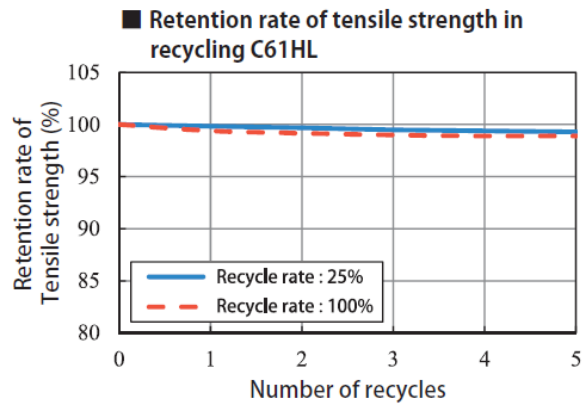 ■ Retention rate of tensile strength in
recycling C61HL
Retention rate of
Tensile strength (%)
105
100
95
90
85
80
Recycle rate : 25%
Recycle rate : 100%
0 1 2 3 4 5
Number of recycles